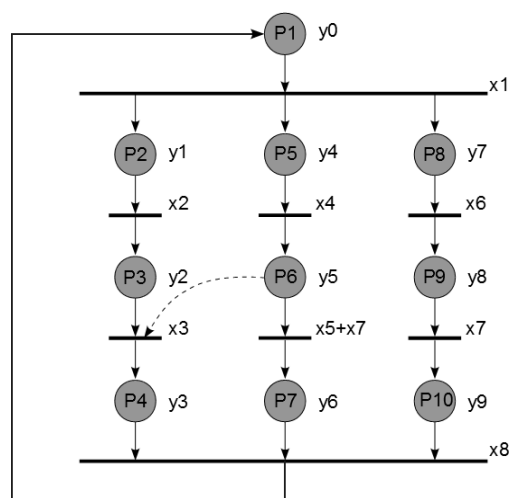 P1 y0
x1
P2 y1 P5 y4 P8 y7
x2 x4 x6
P3 y2 P6 y5 P9 y8
x3 x5+x7 x7
P4 y3 P7 y6 P10 y9
x8